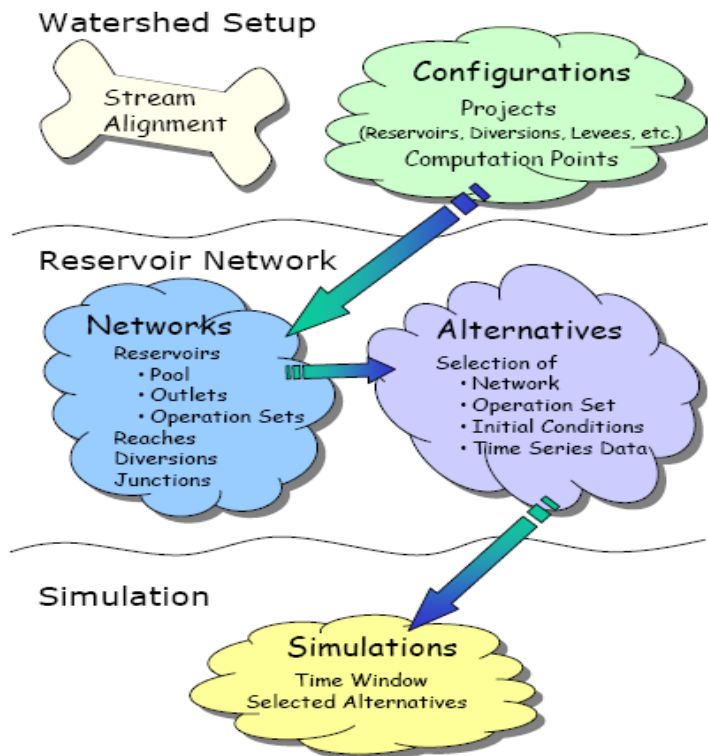 Watershed Setup
Stream
Alignment
Configurations
Projects
(Reservoirs, Diversions, Levees, etc.)
Computation Points
Reservoir Network
Networks
Reservoirs
• Pool
• Outlets
• Operation Sets
Reaches
Diversions
Junctions
Alternatives
Selection of
• Network
• Operation Set
• Initial Conditions
• Time Series Data
Simulation
Simulations
Time Window
Selected Alternatives